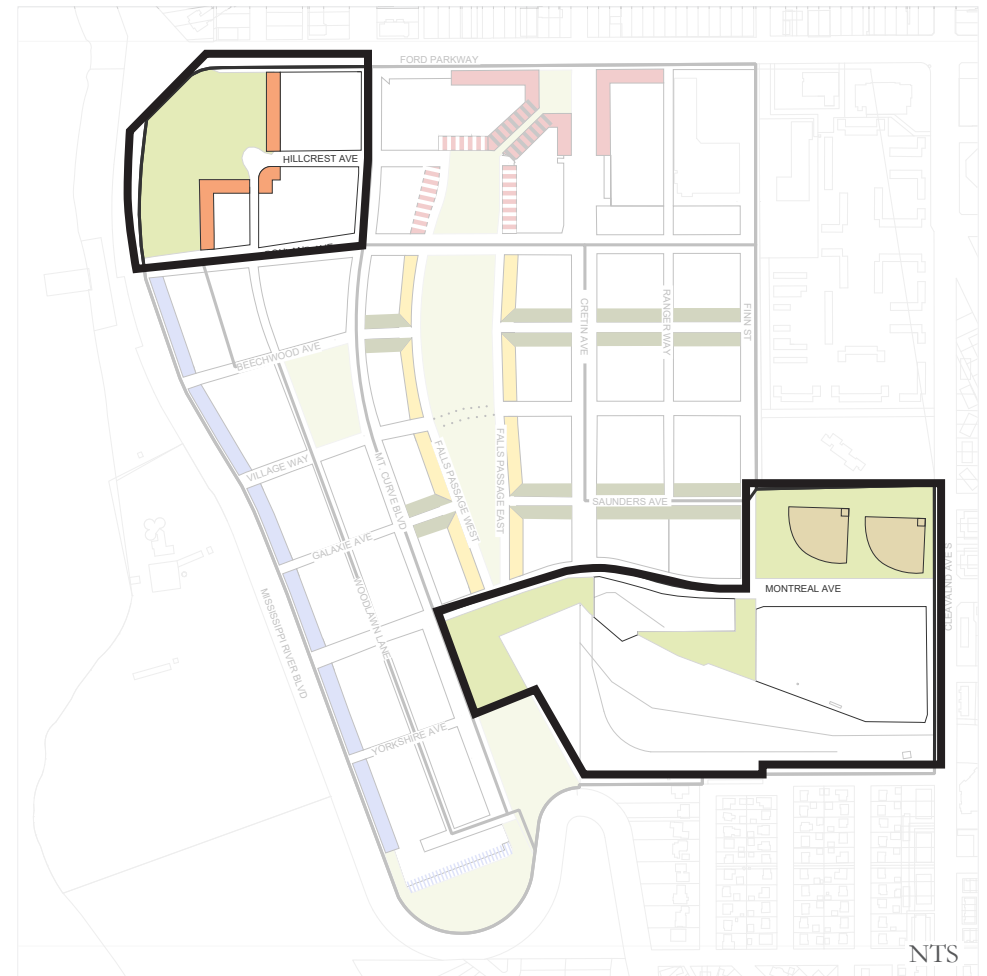 FORD PARKWAY
HILLCREST AVE
CRETIN AVE
RANGER WAY
FINN ST
BEECHWOOD AVE
VILLAGE WAY
MT. CURVE BLVD
FALLS PASSAGE WEST
FALLS PASSAGE EAST
SAUNDERS AVE
GALAXIE AVE
WOODLAWN LANE
MISSISSIPPI RIVER BLVD
MONTREAL AVE
CLEAVALND AVE S
YORKSHIRE AVE
NTS